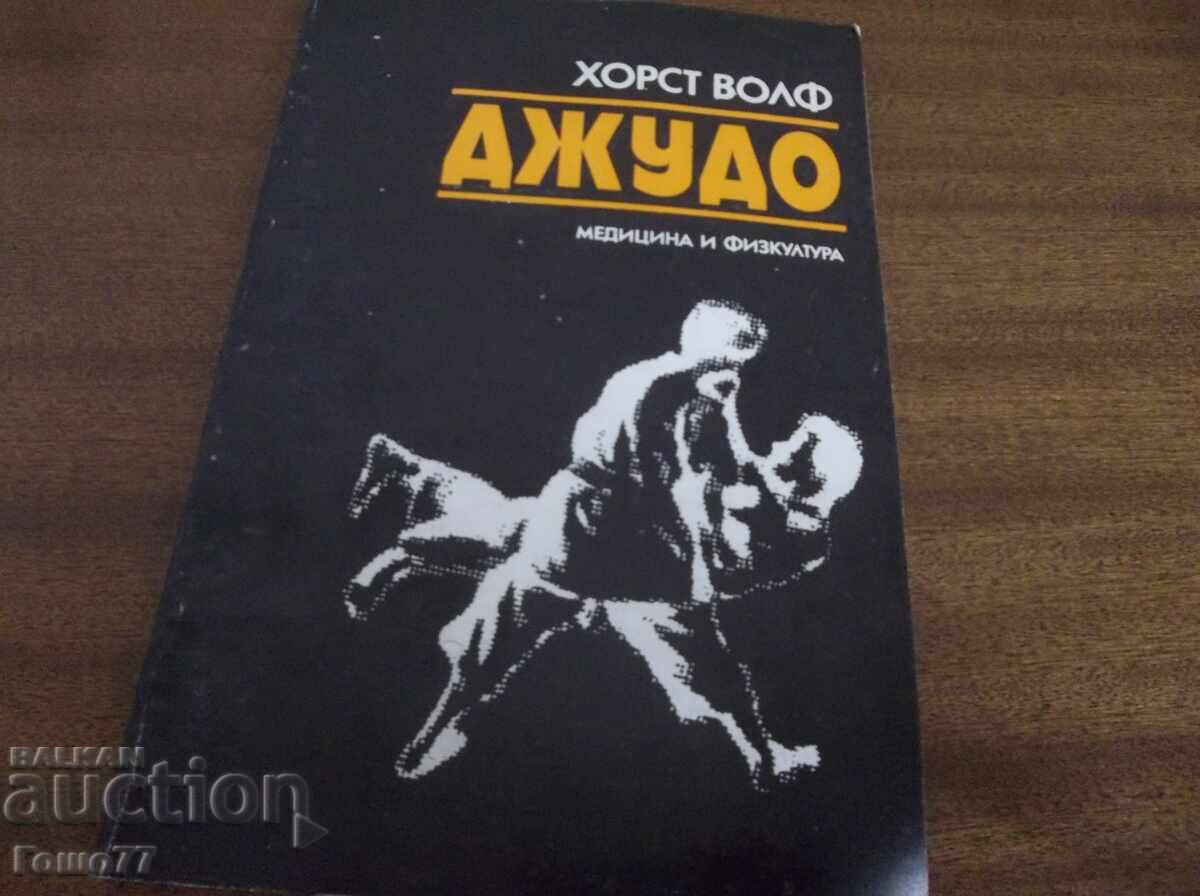 ХОРСТ ВОЛФ
ДЖУДО
МЕДИЦИНА И ФИЗКУЛТУРА
BALKAN
auction
Гошо77